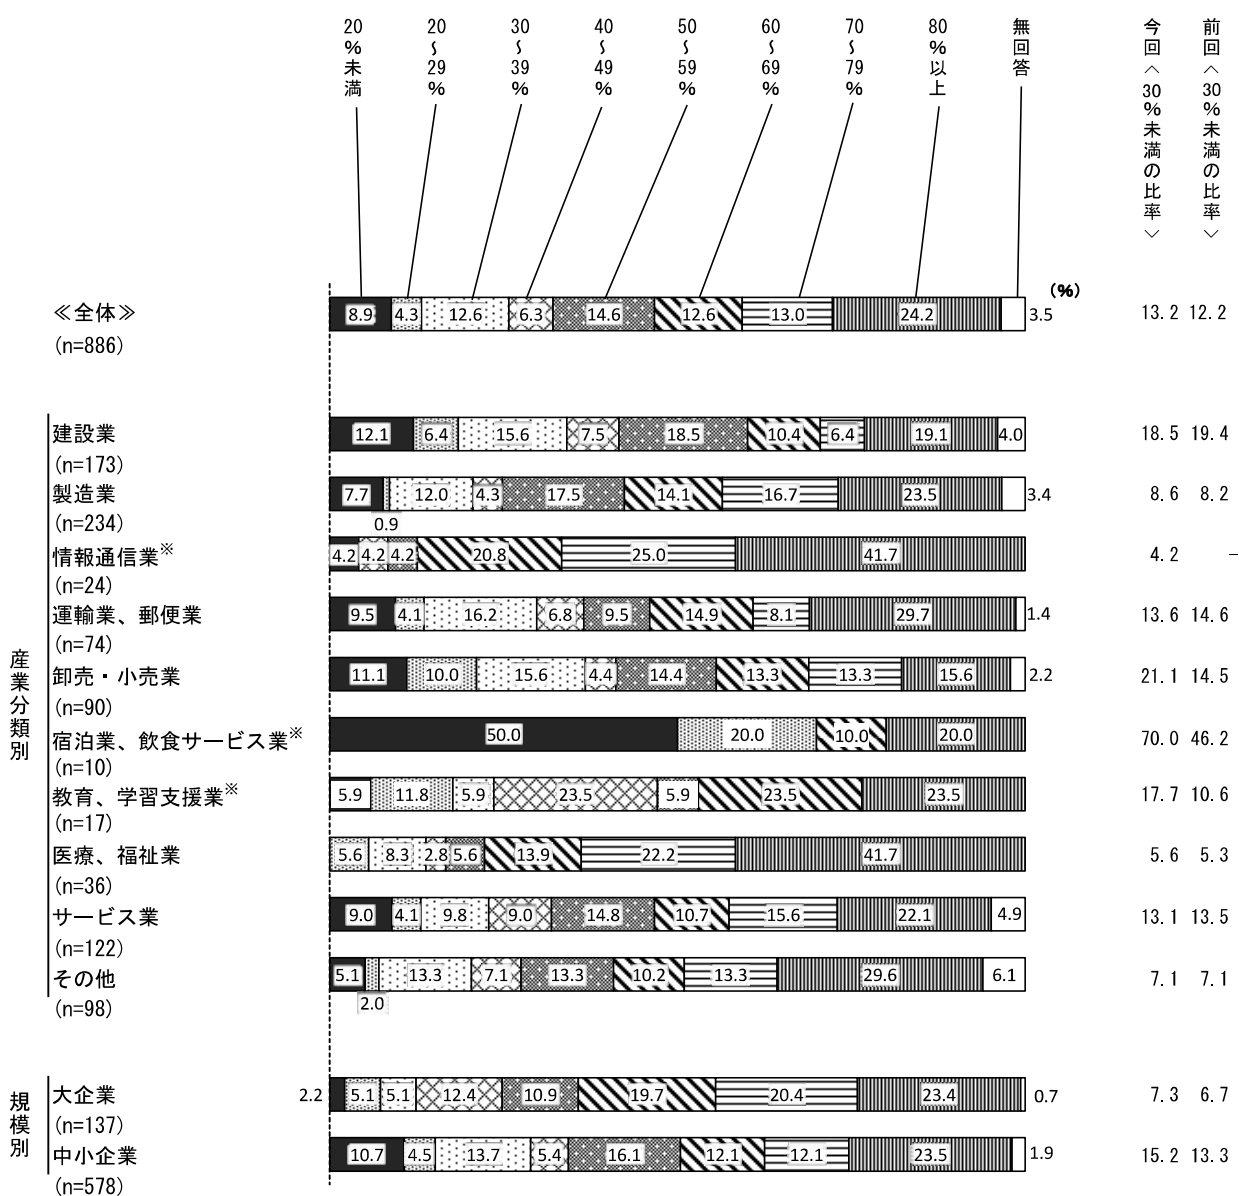 20%未満
20〜29%
30〜39%
40〜49%
50〜59%
60〜69%
70〜79%
80%以上
無回答
今回〈30%未満の比率〉
前回〈30%未満の比率〉
(%)
≪全体≫
(n=886)
8.9 4.3 12.6 6.3 14.6 12.6 13.0 24.2 3.5 13.2 12.2
産業分類別
建設業
(n=173)
12.1 6.4 15.6 7.5 18.5 10.4 6.4 19.1 4.0 18.5 19.4
製造業
(n=234)
7.7 0.9 12.0 4.3 17.5 14.1 16.7 23.5 3.4 8.6 8.2
情報通信業※
(n=24)
4.2 4.2 4.2 20.8 25.0 41.7 4.2 –
運輸業、郵便業
(n=74)
9.5 4.1 16.2 6.8 9.5 14.9 8.1 29.7 1.4 13.6 14.6
卸売・小売業
(n=90)
11.1 10.0 15.6 4.4 14.4 13.3 13.3 15.6 2.2 21.1 14.5
宿泊業、飲食サービス業※
(n=10)
50.0 20.0 10.0 20.0 70.0 46.2
教育、学習支援業※
(n=17)
5.9 11.8 5.9 23.5 5.9 23.5 23.5 17.7 10.6
医療、福祉業
(n=36)
5.6 8.3 2.8 5.6 13.9 22.2 41.7 5.6 5.3
サービス業
(n=122)
9.0 4.1 9.8 9.0 14.8 10.7 15.6 22.1 4.9 13.1 13.5
その他
(n=98)
5.1 2.0 13.3 7.1 13.3 10.2 13.3 29.6 6.1 7.1 7.1
規模別
大企業
(n=137)
2.2 5.1 5.1 12.4 10.9 19.7 20.4 23.4 0.7 7.3 6.7
中小企業
(n=578)
10.7 4.5 13.7 5.4 16.1 12.1 12.1 23.5 1.9 15.2 13.3